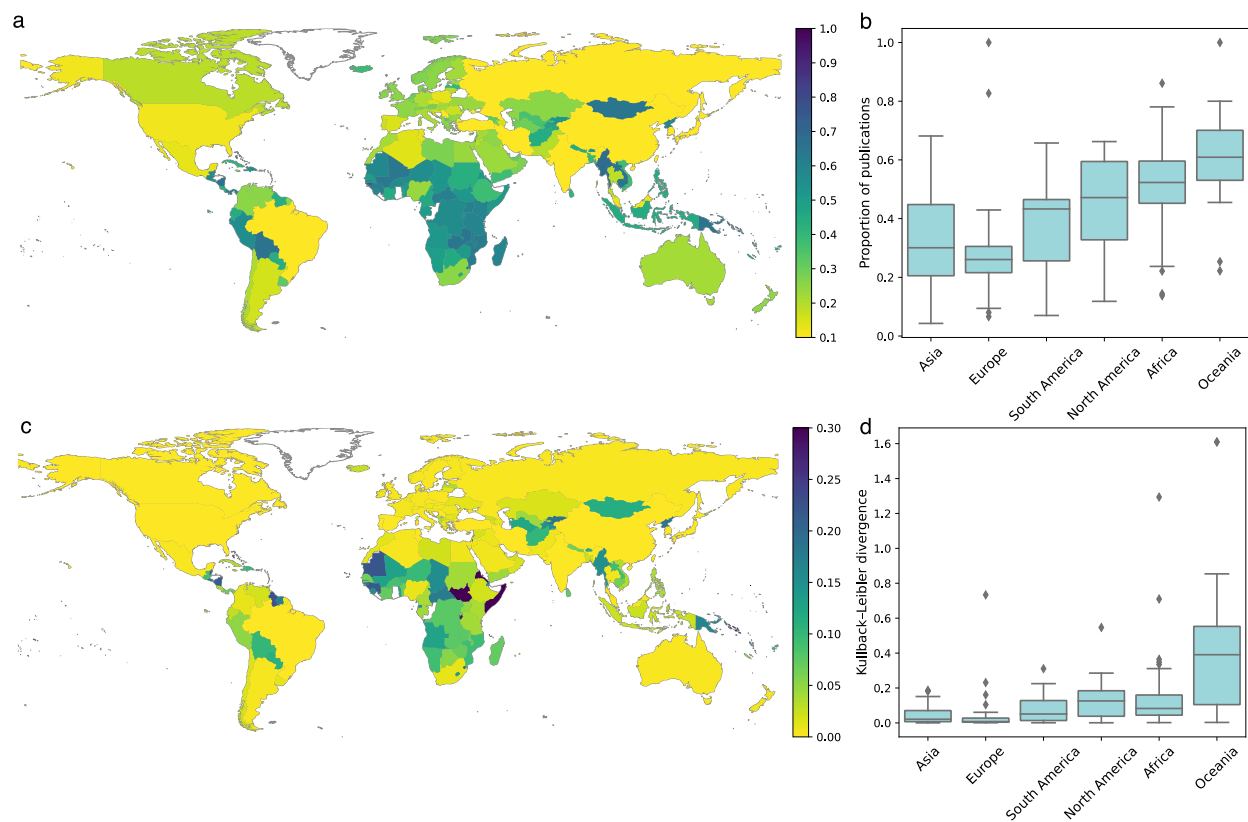 a
1.0
0.9
0.8
0.7
0.6
0.5
0.4
0.3
0.2
0.1
b
Proportion of publications
1.0
0.8
0.6
0.4
0.2
0.0
Asia
Europe
South America
North America
Africa
Oceania
c
0.30
0.25
0.20
0.15
0.10
0.05
0.00
d
Kullback–Leibler divergence
1.6
1.4
1.2
1.0
0.8
0.6
0.4
0.2
0.0
Asia
Europe
South America
North America
Africa
Oceania